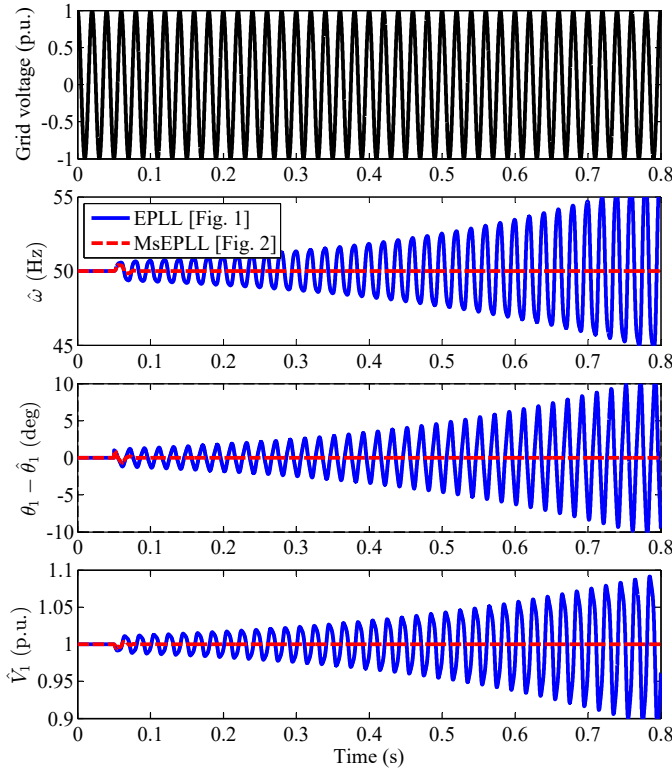 Grid voltage (p.u.)
1
0.5
0
-0.5
-1
0 0.1 0.2 0.3 0.4 0.5 0.6 0.7 0.8
ω̂ (Hz)
55
50
45
EPLL [Fig. 1]
MsEPLL [Fig. 2]
0 0.1 0.2 0.3 0.4 0.5 0.6 0.7 0.8
θ₁ − θ̂₁ (deg)
10
5
0
-5
-10
0 0.1 0.2 0.3 0.4 0.5 0.6 0.7 0.8
V̂₁ (p.u.)
1.1
1.05
1
0.95
0.9
0 0.1 0.2 0.3 0.4 0.5 0.6 0.7 0.8
Time (s)